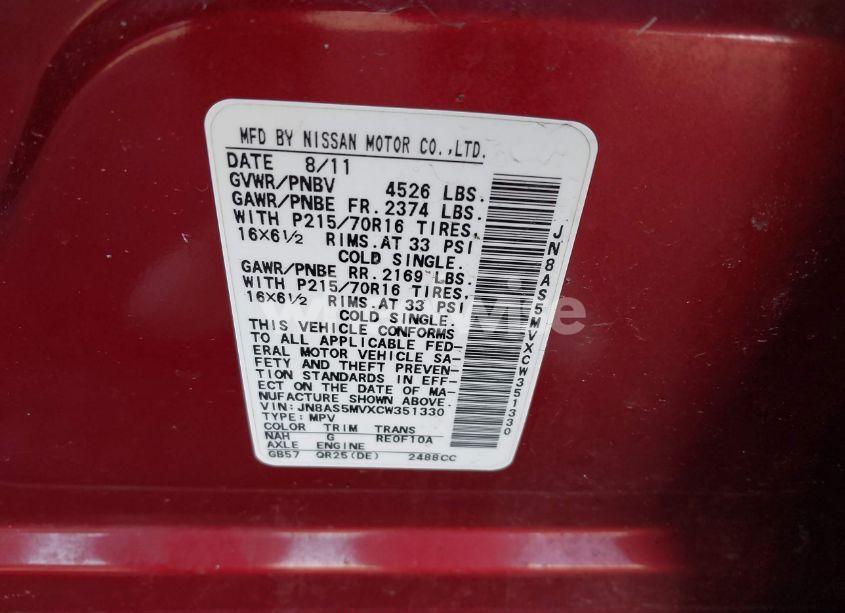 MFD BY NISSAN MOTOR CO.,LTD.
DATE 8/11
GVWR/PNBV 4526 LBS.
GAWR/PNBE FR.2374 LBS.
WITH P215/70R16 TIRES,
16X6½ RIMS.AT 33 PSI
COLD SINGLE.
GAWR/PNBE RR.2169 LBS.
WITH P215/70R16 TIRES,
16X6½ RIMS.AT 33 PSI
COLD SINGLE.
THIS VEHICLE CONFORMS
TO ALL APPLICABLE FED-
ERAL MOTOR VEHICLE SA-
FETY AND THEFT PREVEN-
TION STANDARDS IN EFF-
ECT ON THE DATE OF MA-
NUFACTURE SHOWN ABOVE.
VIN: JN8AS5MVXCW351330
TYPE: MPV
COLOR TRIM TRANS
NAH G RE0F10A
AXLE ENGINE
GB57 QR25(DE) 2488CC
JN8AS5MVXCW351330